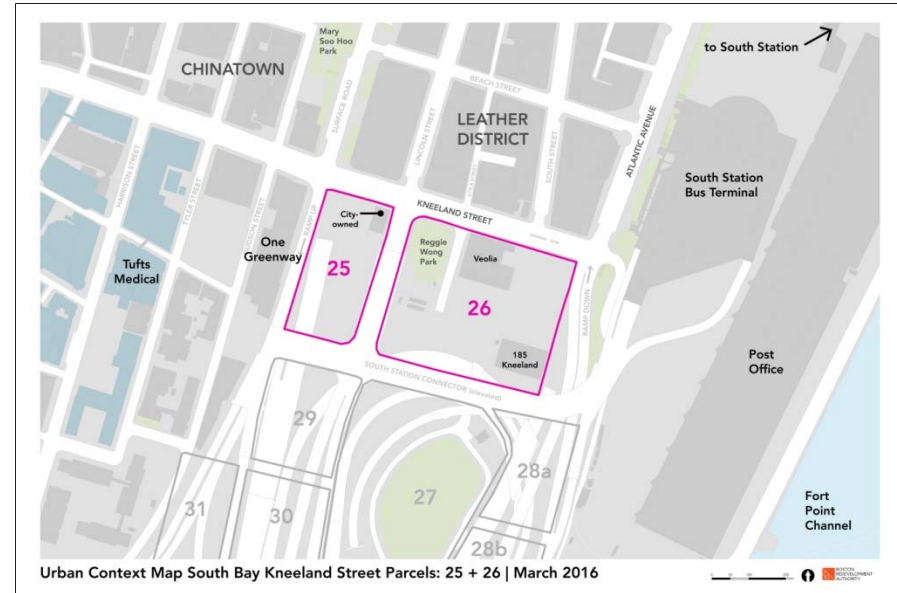 Mary
Soo Hoo
Park
to South Station
CHINATOWN
SURFACE ROAD
BEACH STREET
LINCOLN STREET
LEATHER
DISTRICT
SOUTH STREET
ATLANTIC AVENUE
HARRISON STREET
TYLER STREET
HUDSON STREET
South Station
Bus Terminal
RAMP UP
City-
owned
KNEELAND STREET
One
Greenway
25
Reggie
Wong
Park
Veolia
Tufts
Medical
26
RAMP DOWN
185
Kneeland
Post
Office
SOUTH STATION CONNECTOR (elevated)
29
28a
27
31
30
28b
Fort
Point
Channel
Urban Context Map South Bay Kneeland Street Parcels: 25 + 26 | March 2016
BOSTON
REDEVELOPMENT
AUTHORITY